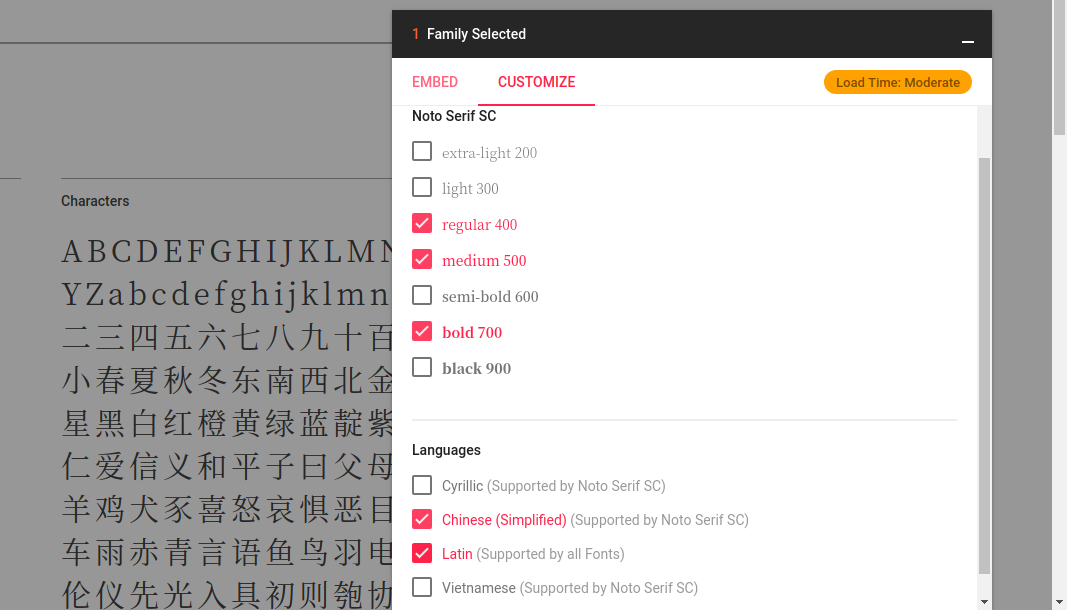 1 Family Selected
EMBED CUSTOMIZE Load Time: Moderate
Noto Serif SC
extra-light 200
light 300
regular 400
medium 500
semi-bold 600
bold 700
black 900
Languages
Cyrillic (Supported by Noto Serif SC)
Chinese (Simplified) (Supported by Noto Serif SC)
Latin (Supported by all Fonts)
Vietnamese (Supported by Noto Serif SC)
Characters
A B C D E F G H I J K L M N
Y Z a b c d e f g h i j k l m n
二三四五六七八九十百
小春夏秋冬东南西北金
星黑白红橙黄绿蓝靛紫
仁爱信义和平子曰父母
羊鸡犬豕喜怒哀惧恶目
车雨赤青言语鱼鸟羽电
伦仪先光入具初则匏协